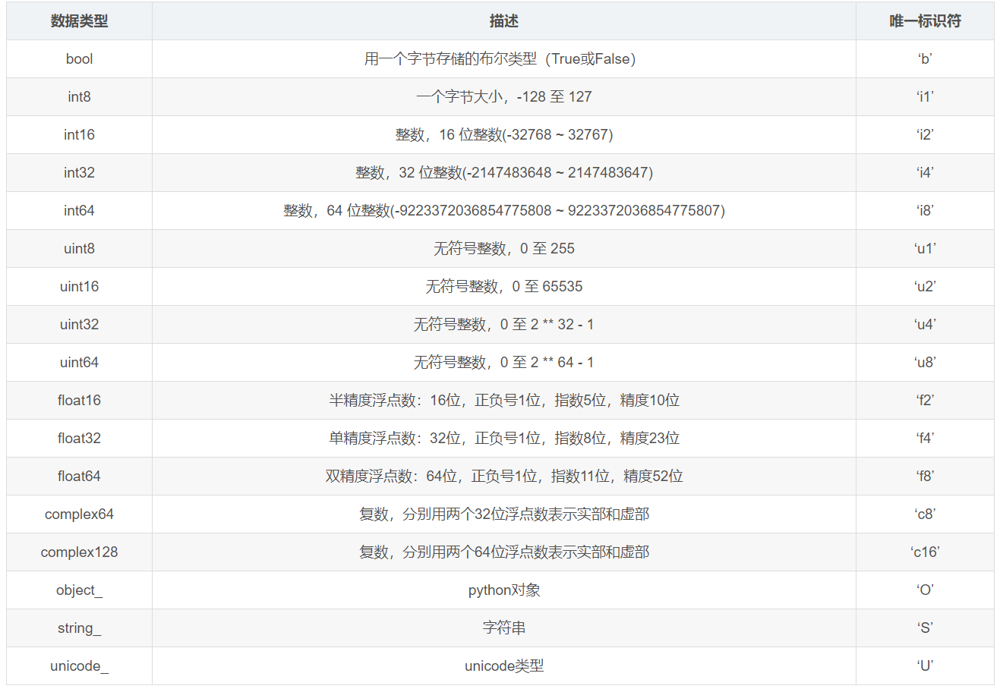 数据类型 描述 唯一标识符
bool 用一个字节存储的布尔类型（True或False） ‘b’
int8 一个字节大小，-128 至 127 ‘i1’
int16 整数，16 位整数(-32768 ~ 32767) ‘i2’
int32 整数，32 位整数(-2147483648 ~ 2147483647) ‘i4’
int64 整数，64 位整数(-9223372036854775808 ~ 9223372036854775807) ‘i8’
uint8 无符号整数，0 至 255 ‘u1’
uint16 无符号整数，0 至 65535 ‘u2’
uint32 无符号整数，0 至 2 ** 32 - 1 ‘u4’
uint64 无符号整数，0 至 2 ** 64 - 1 ‘u8’
float16 半精度浮点数：16位，正负号1位，指数5位，精度10位 ‘f2’
float32 单精度浮点数：32位，正负号1位，指数8位，精度23位 ‘f4’
float64 双精度浮点数：64位，正负号1位，指数11位，精度52位 ‘f8’
complex64 复数，分别用两个32位浮点数表示实部和虚部 ‘c8’
complex128 复数，分别用两个64位浮点数表示实部和虚部 ‘c16’
object_ python对象 ‘O’
string_ 字符串 ‘S’
unicode_ unicode类型 ‘U’